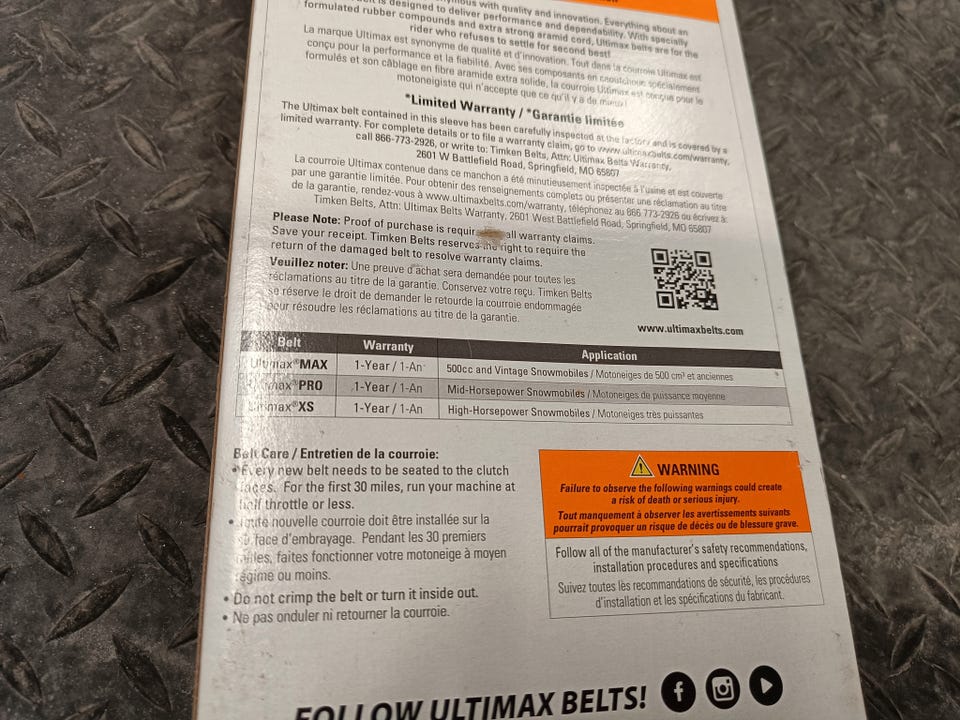 with quality and innovation. Everything about an
is designed to deliver performance and dependability. With specially
formulated rubber compounds and extra strong aramid cord, Ultimax belts are for the
rider who refuses to settle for second best!
La marque Ultimax est synonyme de qualité et d'innovation. Tout dans la courroie Ultimax est
conçu pour la performance et la fiabilité. Avec ses composants en caoutchouc spécialement
formulés et son câblage en fibre aramide extra solide, la courroie Ultimax est conçue pour le
motoneigiste qui n'accepte que ce qu'il y a de mieux!
*Limited Warranty / *Garantie limitée
The Ultimax belt contained in this sleeve has been carefully inspected at the factory and is covered by a
limited warranty. For complete details or to file a warranty claim, go to www.ultimaxbelts.com/warranty,
call 866-773-2926, or write to: Timken Belts, Attn: Ultimax Belts Warranty,
2601 W Battlefield Road, Springfield, MO 65807
La courroie Ultimax contenue dans ce manchon a été minutieusement inspectée à l'usine et est couverte
par une garantie limitée. Pour obtenir des renseignements complets ou présenter une réclamation au titre
de la garantie, rendez-vous à www.ultimaxbelts.com/warranty, téléphonez au 866 773-2926 ou écrivez à:
Timken Belts, Attn: Ultimax Belts Warranty, 2601 West Battlefield Road, Springfield, MO 65807
Please Note: Proof of purchase is requir all warranty claims.
Save your receipt. Timken Belts reserves the right to require the
return of the damaged belt to resolve warranty claims.
Veuillez noter: Une preuve d'achat sera demandée pour toutes les
réclamations au titre de la garantie. Conservez votre reçu. Timken Belts
se réserve le droit de demander le retourde la courroie endommagée
pour résoudre les réclamations au titre de la garantie.
www.ultimaxbelts.com
Belt Warranty Application
Ultimax®MAX 1-Year / 1-An 500cc and Vintage Snowmobiles / Motoneiges de 500 cm³ et anciennes
Ultimax®PRO 1-Year / 1-An Mid-Horsepower Snowmobiles / Motoneiges de puissance moyenne
Ultimax®XS 1-Year / 1-An High-Horsepower Snowmobiles / Motoneiges très puissantes
Belt Care / Entretien de la courroie:
• Every new belt needs to be seated to the clutch
faces. For the first 30 miles, run your machine at
half throttle or less.
• Toute nouvelle courroie doit être installée sur la
surface d'embrayage. Pendant les 30 premiers
milles, faites fonctionner votre motoneige à moyen
régime ou moins.
• Do not crimp the belt or turn it inside out.
• Ne pas onduler ni retourner la courroie.
WARNING
Failure to observe the following warnings could create
a risk of death or serious injury.
Tout manquement à observer les avertissements suivants
pourrait provoquer un risque de décès ou de blessure grave.
Follow all of the manufacturer's safety recommendations,
installation procedures and specifications
Suivez toutes les recommandations de sécurité, les procédures
d'installation et les spécifications du fabricant.
FOLLOW ULTIMAX BELTS!